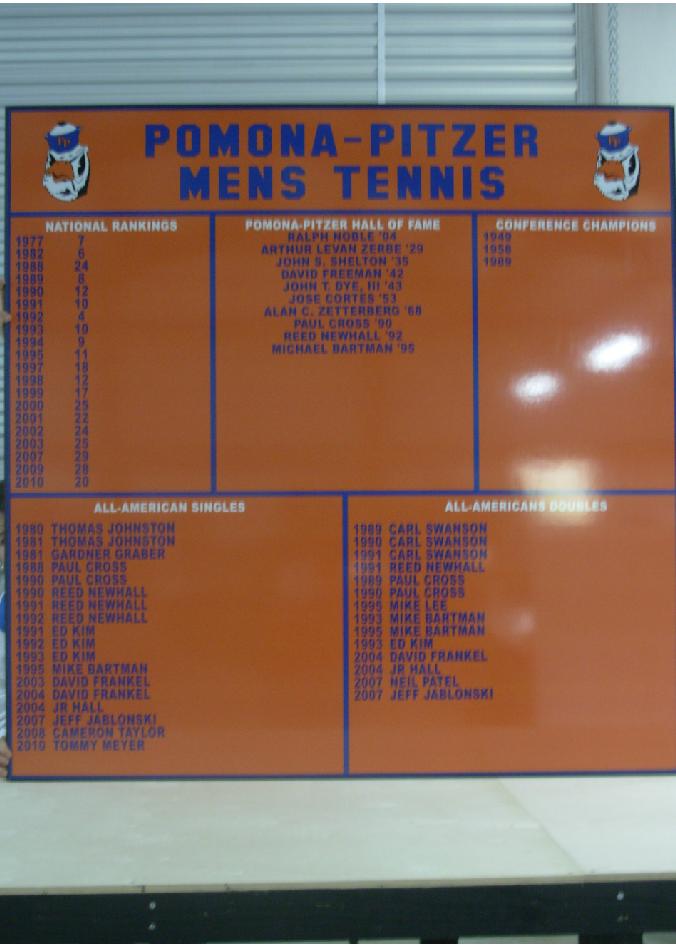 PP
PP
POMONA-PITZER
MENS TENNIS
NATIONAL RANKINGS
1977 7
1982 6
1988 24
1989 8
1990 12
1991 10
1992 4
1993 10
1994 9
1995 11
1997 18
1998 12
1999 17
2000 25
2001 22
2002 24
2003 25
2007 29
2009 28
2010 20
POMONA-PITZER HALL OF FAME
RALPH NOBLE '04
ARTHUR LEVAN ZERBE '29
JOHN S. SHELTON '35
DAVID FREEMAN '42
JOHN T. DYE, III '43
JOSE CORTES '53
ALAN C. ZETTERBERG '68
PAUL CROSS '90
REED NEWHALL '92
MICHAEL BARTMAN '95
CONFERENCE CHAMPIONS
1949
1956
1989
ALL-AMERICAN SINGLES
1980 THOMAS JOHNSTON
1981 THOMAS JOHNSTON
1981 GARDNER GRABER
1988 PAUL CROSS
1990 PAUL CROSS
1990 REED NEWHALL
1991 REED NEWHALL
1992 REED NEWHALL
1991 ED KIM
1992 ED KIM
1993 ED KIM
1995 MIKE BARTMAN
2003 DAVID FRANKEL
2004 DAVID FRANKEL
2004 JR HALL
2007 JEFF JABLONSKI
2008 CAMERON TAYLOR
2010 TOMMY MEYER
ALL-AMERICANS DOUBLES
1989 CARL SWANSON
1990 CARL SWANSON
1991 CARL SWANSON
1991 REED NEWHALL
1989 PAUL CROSS
1990 PAUL CROSS
1995 MIKE LEE
1993 MIKE BARTMAN
1995 MIKE BARTMAN
1993 ED KIM
2004 DAVID FRANKEL
2004 JR HALL
2007 NEIL PATEL
2007 JEFF JABLONSKI